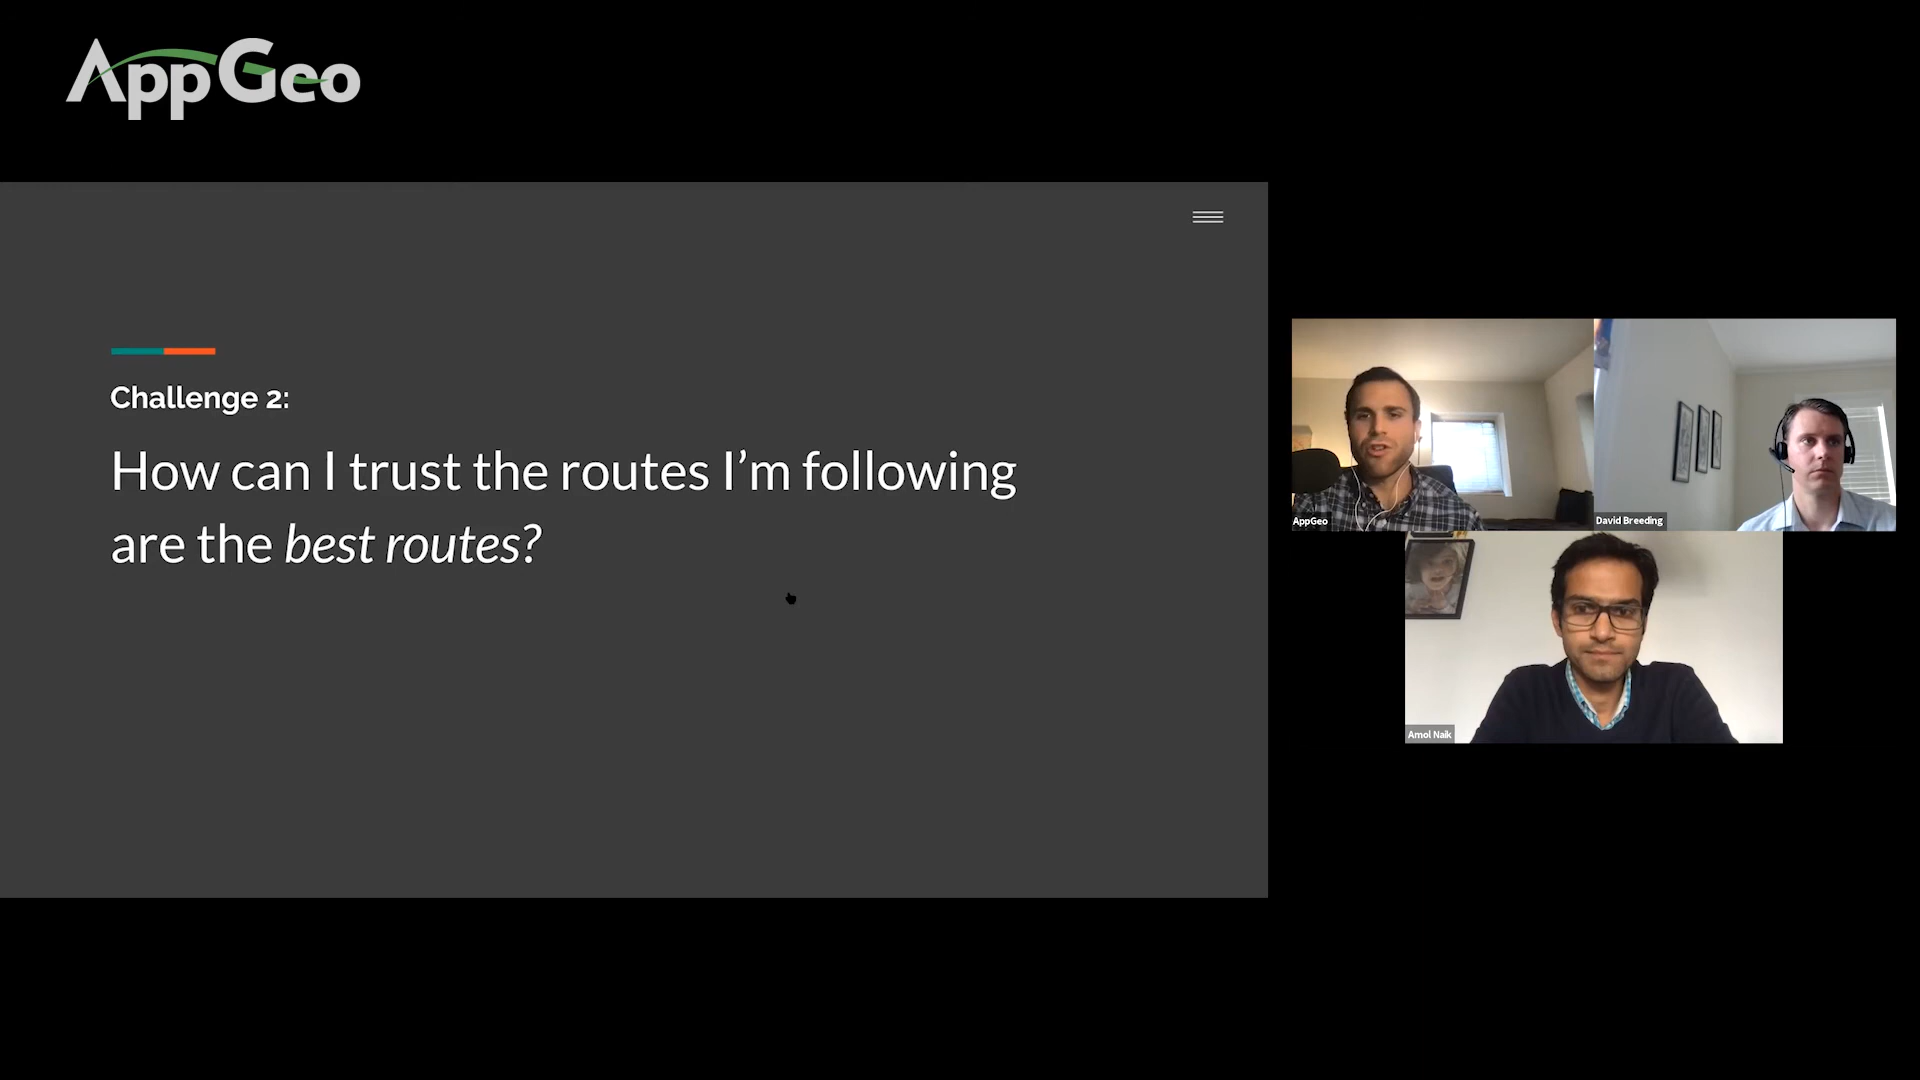 AppGeo
Challenge 2:
How can I trust the routes I’m following
are the best routes?
AppGeo
David Breeding
Amol Naik